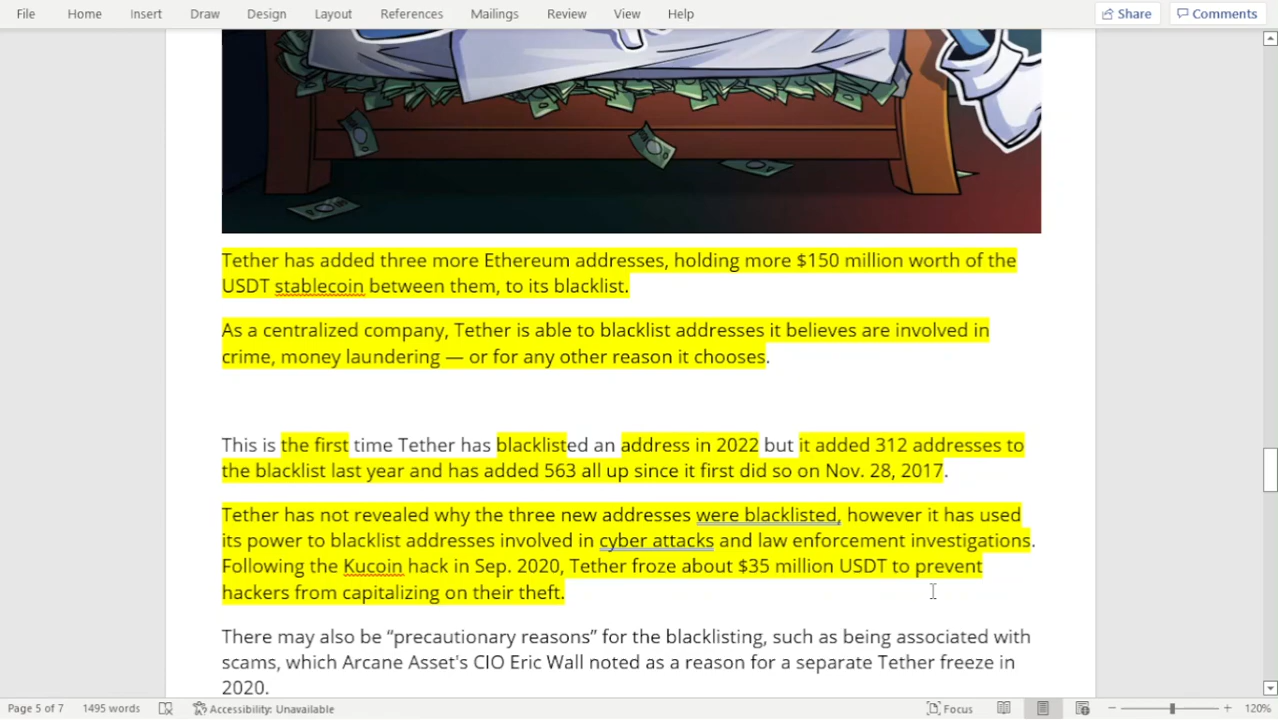 File Home Insert Draw Design Layout References Mailings Review View Help Share Comments
Tether has added three more Ethereum addresses, holding more $150 million worth of the
USDT stablecoin between them, to its blacklist.
As a centralized company, Tether is able to blacklist addresses it believes are involved in
crime, money laundering — or for any other reason it chooses.
This is the first time Tether has blacklisted an address in 2022 but it added 312 addresses to
the blacklist last year and has added 563 all up since it first did so on Nov. 28, 2017.
Tether has not revealed why the three new addresses were blacklisted, however it has used
its power to blacklist addresses involved in cyber attacks and law enforcement investigations.
Following the Kucoin hack in Sep. 2020, Tether froze about $35 million USDT to prevent
hackers from capitalizing on their theft.
There may also be “precautionary reasons” for the blacklisting, such as being associated with
scams, which Arcane Asset's CIO Eric Wall noted as a reason for a separate Tether freeze in
2020.
Page 5 of 7 1495 words Accessibility: Unavailable Focus 120%